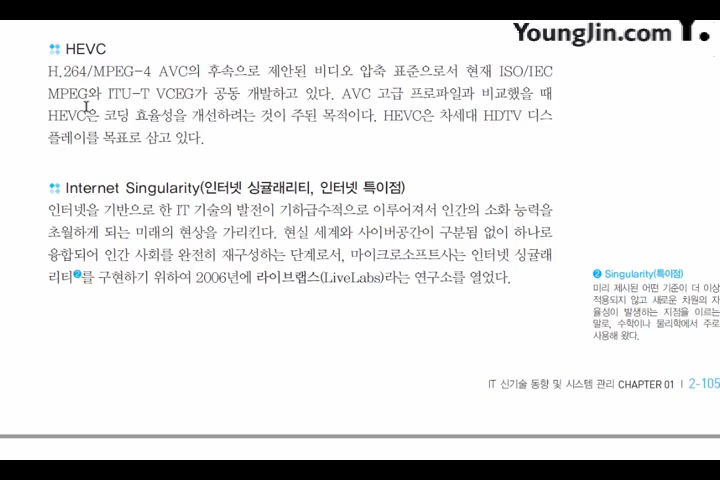 YoungJin.com Y.
HEVC
H.264/MPEG-4 AVC의 후속으로 제안된 비디오 압축 표준으로서 현재 ISO/IEC
MPEG와 ITU-T VCEG가 공동 개발하고 있다. AVC 고급 프로파일과 비교했을 때
HEVC은 코딩 효율성을 개선하려는 것이 주된 목적이다. HEVC은 차세대 HDTV 디스
플레이를 목표로 삼고 있다.
Internet Singularity(인터넷 싱귤래리티, 인터넷 특이점)
인터넷을 기반으로 한 IT 기술의 발전이 기하급수적으로 이루어져서 인간의 소화 능력을
초월하게 되는 미래의 현상을 가리킨다. 현실 세계와 사이버공간이 구분됨 없이 하나로
융합되어 인간 사회를 완전히 재구성하는 단계로서, 마이크로소프트사는 인터넷 싱귤래
리티❷를 구현하기 위하여 2006년에 라이브랩스(LiveLabs)라는 연구소를 열었다.
❷ Singularity(특이점)
미리 제시된 어떤 기준이 더 이상
적용되지 않고 새로운 차원의 자
율성이 발생하는 지점을 이르는
말로, 수학이나 물리학에서 주로
사용해 왔다.
IT 신기술 동향 및 시스템 관리 CHAPTER 01 | 2-105